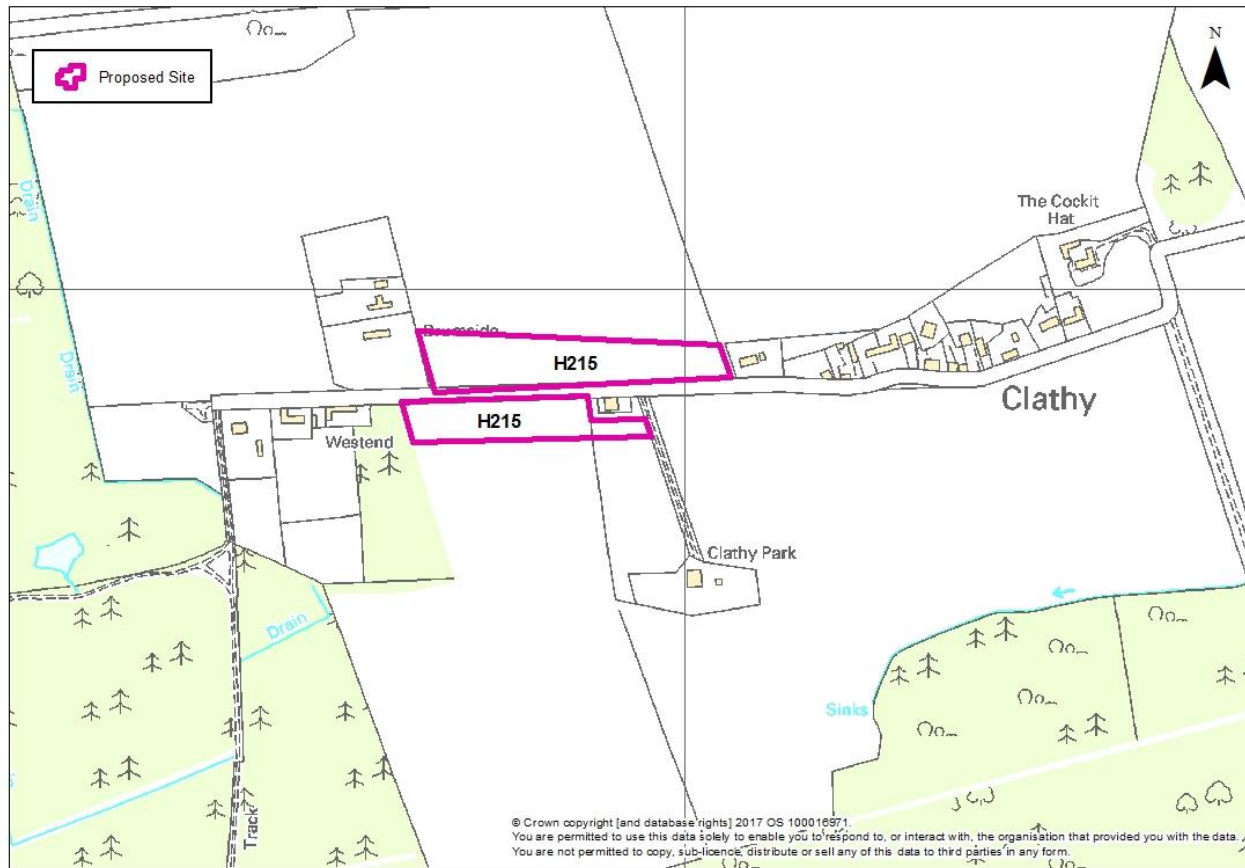 N
Proposed Site
Drain
The Cockit
Hat
Drain
Drumside
H215
Clathy
H215
Westend
Clathy Park
Drain
Sinks
Track
© Crown copyright [and database rights] 2017 OS 100016971.
You are permitted to use this data solely to enable you to respond to, or interact with, the organisation that provided you with the data.
You are not permitted to copy, sub-licence, distribute or sell any of this data to third parties in any form.